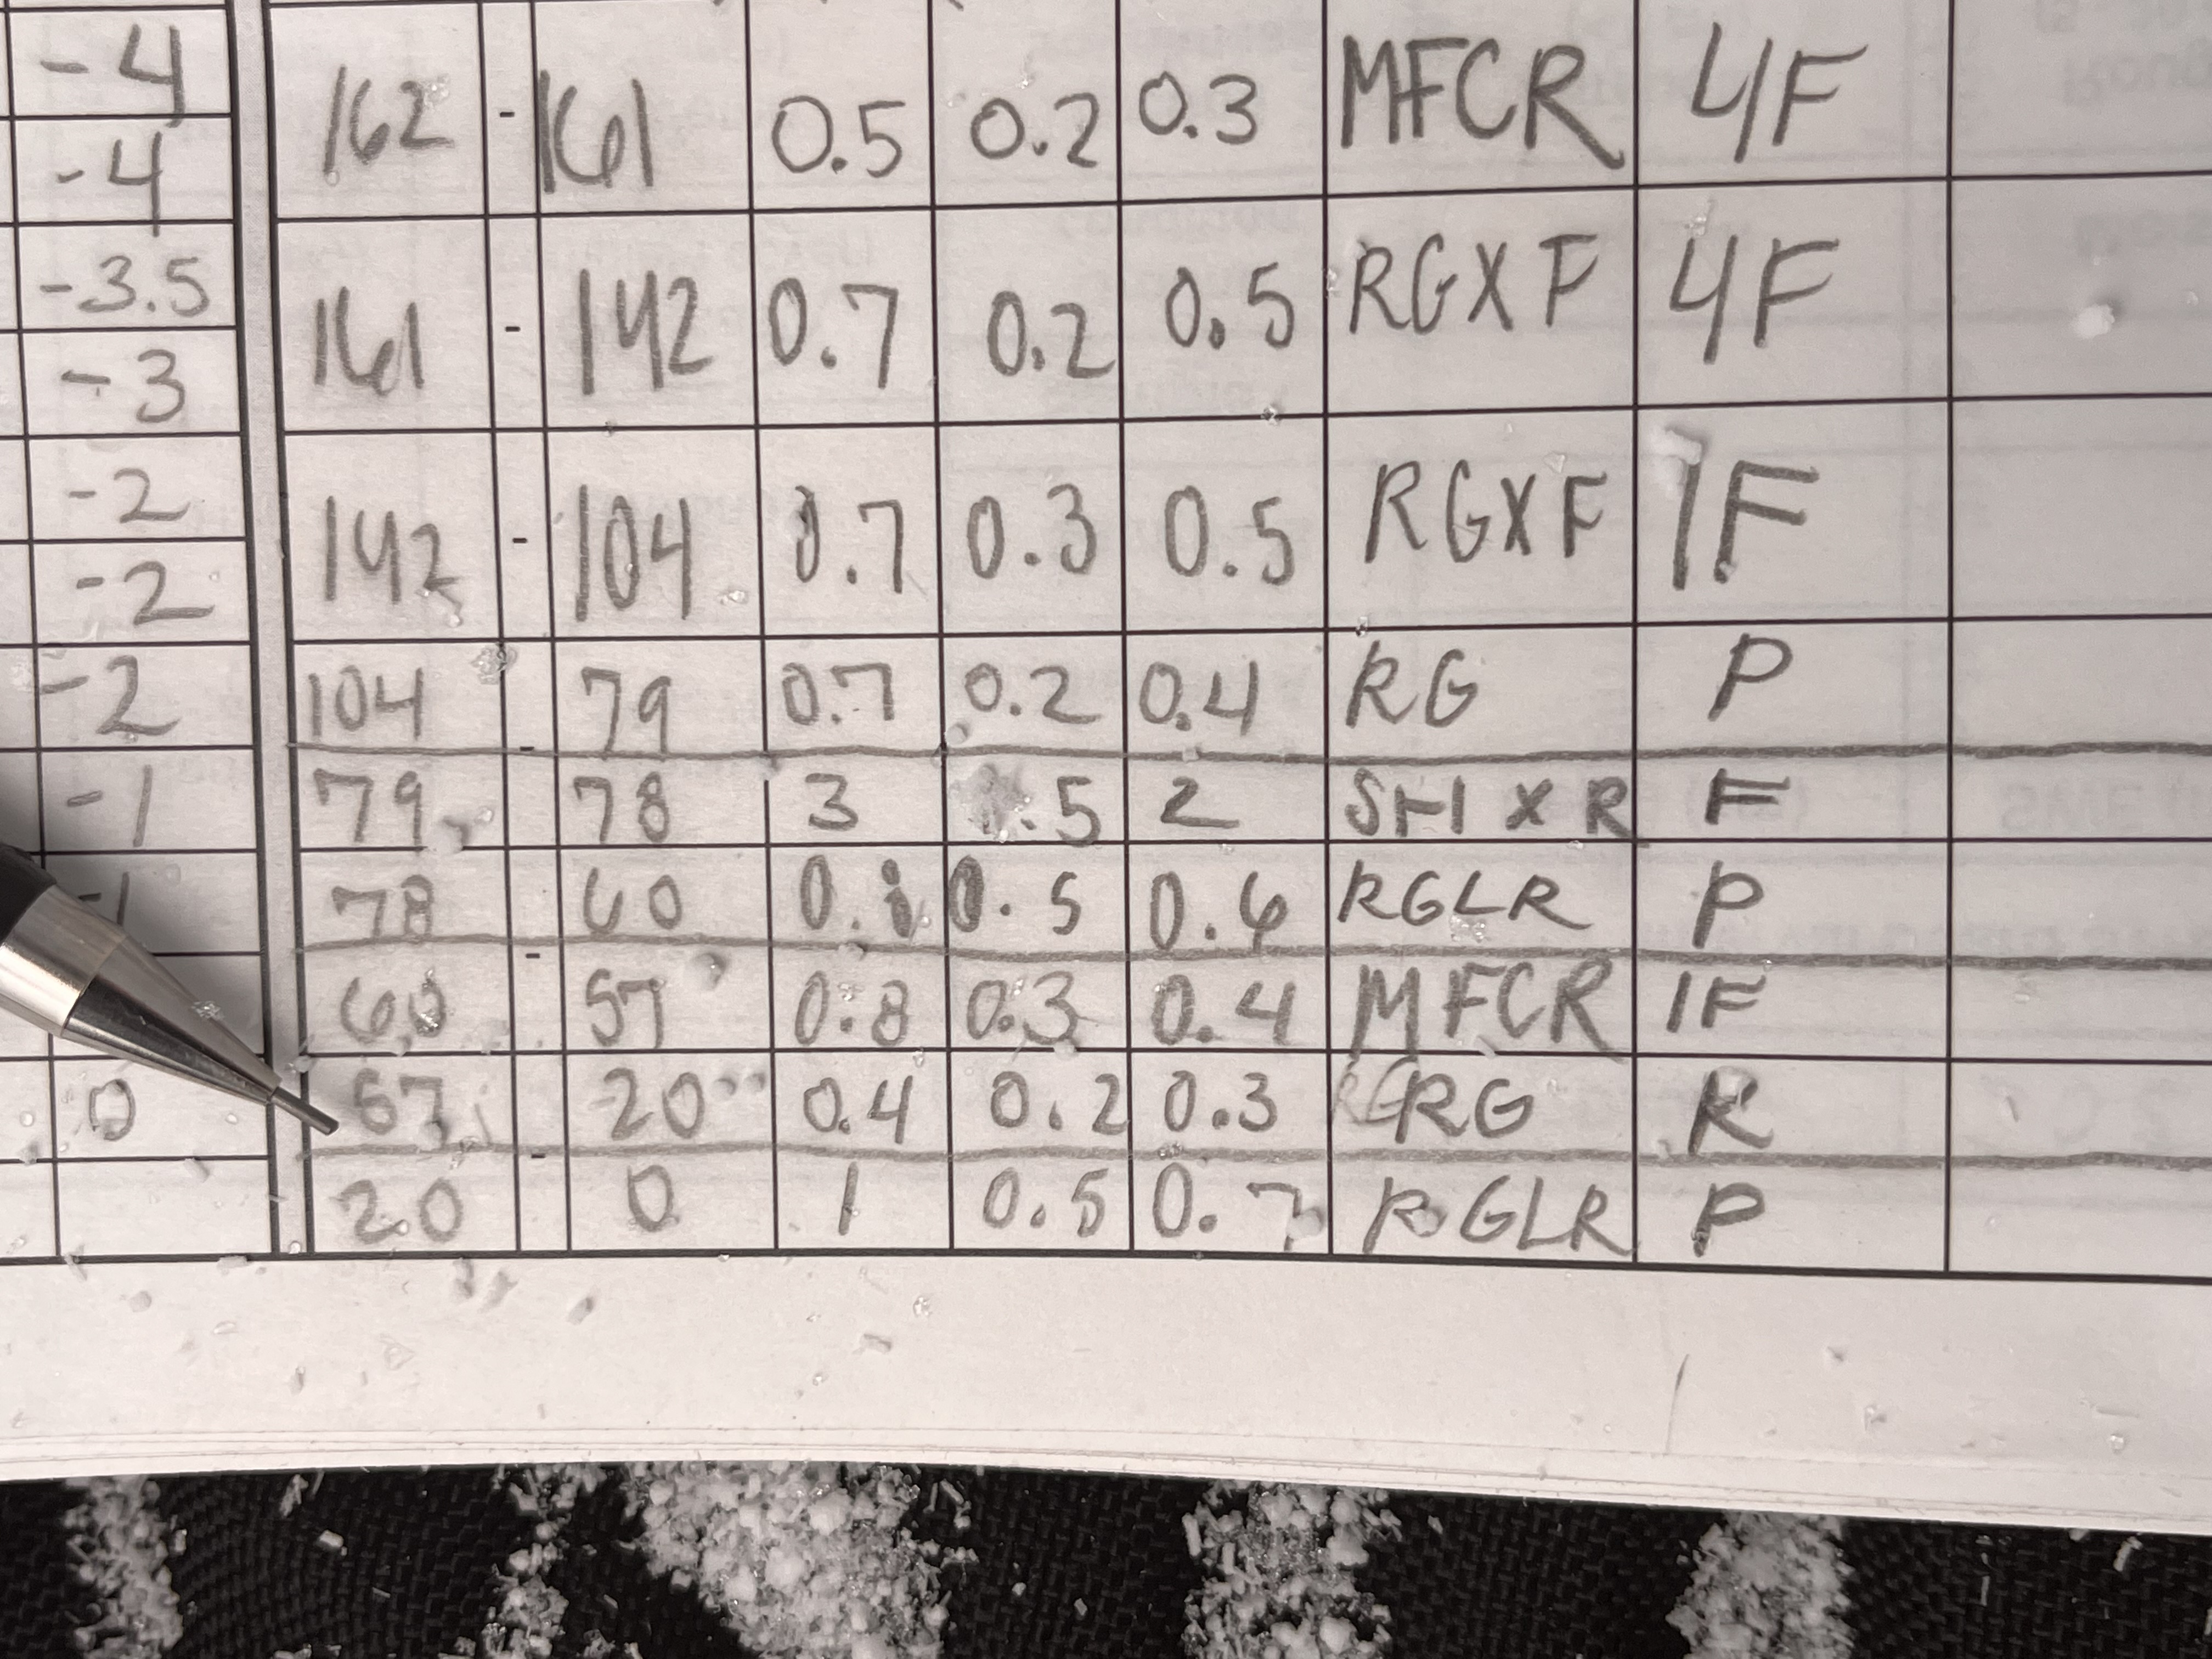 -4 162 - 161 0.5 0.2 0.3 MFCR 4F
-4
-3.5 161 - 142 0.7 0.2 0.5 RGXF 4F
-3
-2 142 - 104 0.7 0.3 0.5 RGXF 1F
-2
-2 104 - 79 0.7 0.2 0.4 RG P
-1 79 78 3 .5 2 SHXR F
-1 78 - 60 0.5 0.6 RGLR P
60 57 0.8 0.3 0.4 MFCR 1F
0 57 - 20 0.4 0.2 0.3 RG R
20 0 1 0.5 0.7 RGLR P